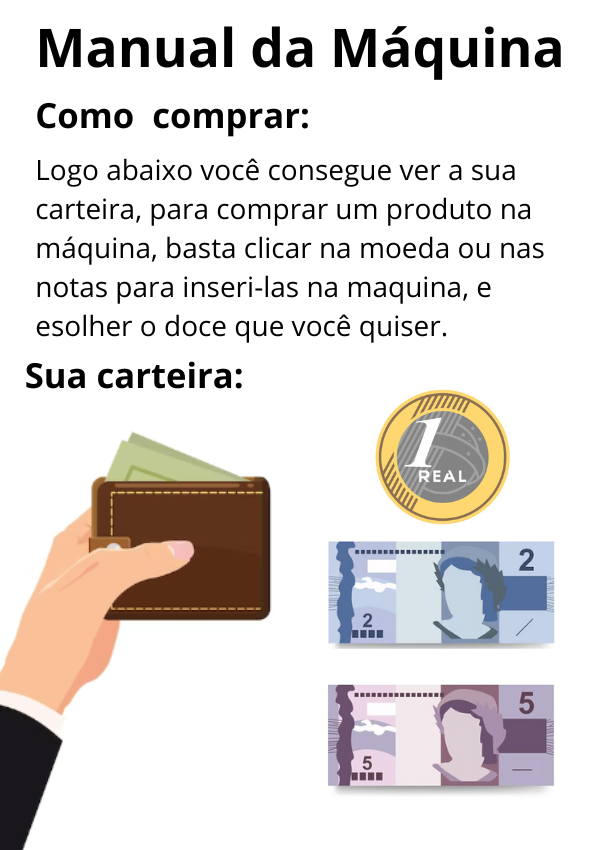 Manual da Máquina
Como comprar:
Logo abaixo você consegue ver a sua
carteira, para comprar um produto na
máquina, basta clicar na moeda ou nas
notas para inseri-las na maquina, e
esolher o doce que você quiser.
Sua carteira:
1
REAL
2
2
5
5